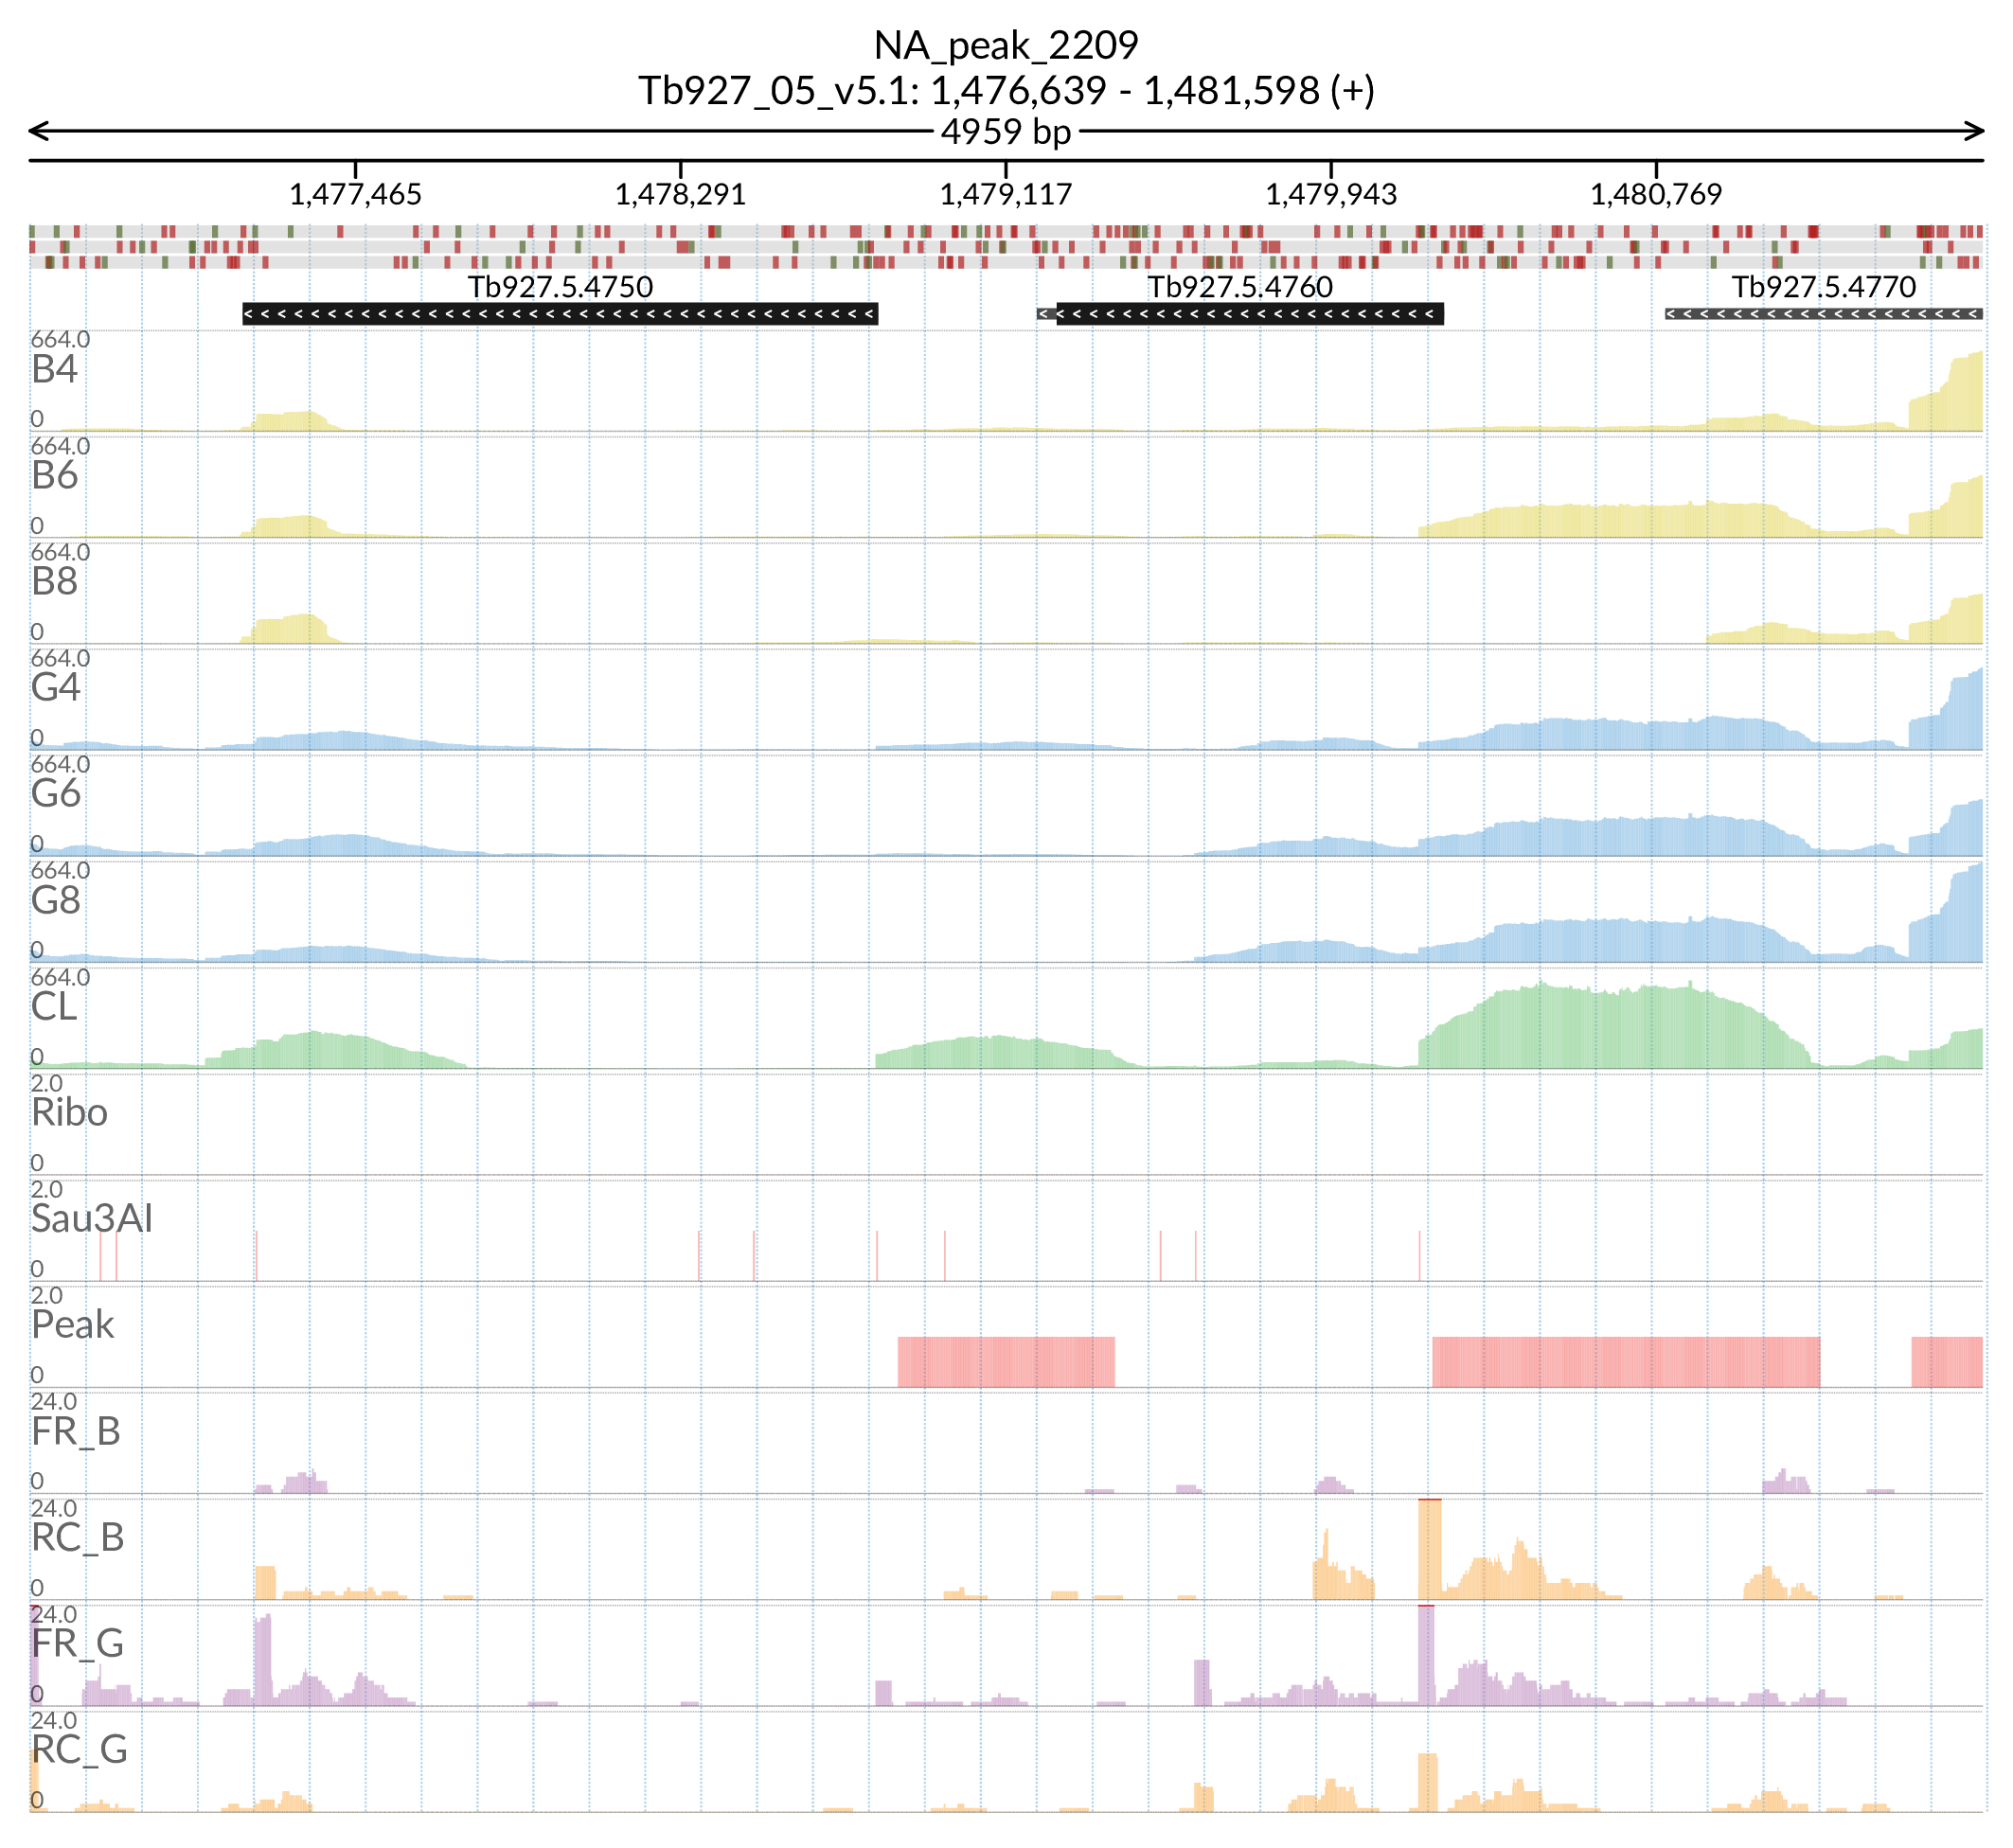 NA_peak_2209
Tb927_05_v5.1: 1,476,639 - 1,481,598 (+)
4959 bp
1,477,465 1,478,291 1,479,117 1,479,943 1,480,769
Tb927.5.4750 Tb927.5.4760 Tb927.5.4770
664.0
B4
0
664.0
B6
0
664.0
B8
0
664.0
G4
0
664.0
G6
0
664.0
G8
0
664.0
CL
0
2.0
Ribo
0
2.0
Sau3AI
0
2.0
Peak
0
24.0
FR_B
0
24.0
RC_B
0
24.0
FR_G
0
24.0
RC_G
0